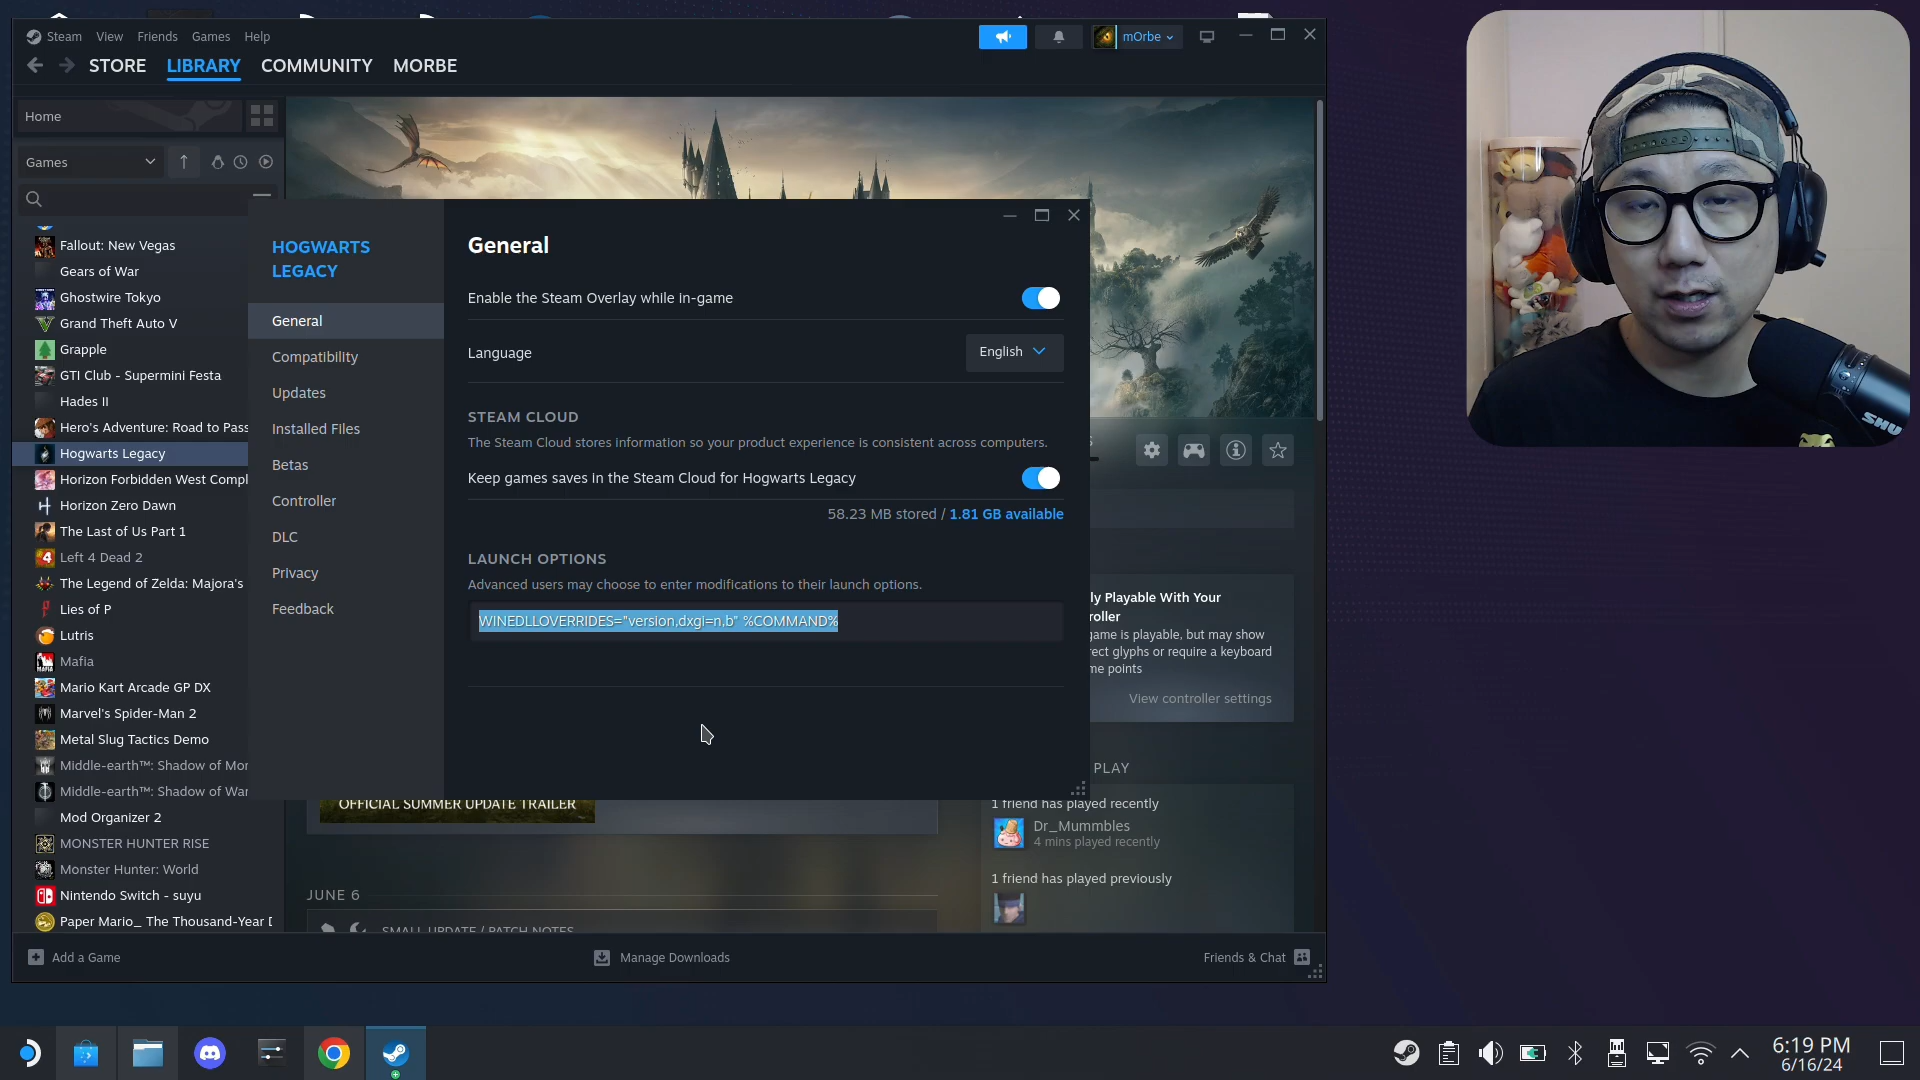 Steam View Friends Games Help
mOrbe
STORE LIBRARY COMMUNITY MORBE
Home
Games
Fallout: New Vegas
Gears of War
Ghostwire Tokyo
Grand Theft Auto V
Grapple
GTI Club - Supermini Festa
Hades II
Hero's Adventure: Road to Pass
Hogwarts Legacy
Horizon Forbidden West Compl
Horizon Zero Dawn
The Last of Us Part 1
Left 4 Dead 2
The Legend of Zelda: Majora's
Lies of P
Lutris
Mafia
Mario Kart Arcade GP DX
Marvel's Spider-Man 2
Metal Slug Tactics Demo
Middle-earth™: Shadow of Mor
Middle-earth™: Shadow of War
Mod Organizer 2
MONSTER HUNTER RISE
Monster Hunter: World
Nintendo Switch - suyu
Paper Mario_ The Thousand-Year D
HOGWARTS
LEGACY
General
Compatibility
Updates
Installed Files
Betas
Controller
DLC
Privacy
Feedback
General
Enable the Steam Overlay while in-game
Language
English
STEAM CLOUD
The Steam Cloud stores information so your product experience is consistent across computers.
Keep games saves in the Steam Cloud for Hogwarts Legacy
58.23 MB stored / 1.81 GB available
LAUNCH OPTIONS
Advanced users may choose to enter modifications to their launch options.
WINEDLLOVERRIDES="version,dxgi=n,b" %COMMAND%
ly Playable With Your
roller
game is playable, but may show
rect glyphs or require a keyboard
me points
View controller settings
PLAY
1 friend has played recently
Dr_Mummbles
4 mins played recently
1 friend has played previously
OFFICIAL SUMMER UPDATE TRAILER
JUNE 6
SMALL UPDATE / PATCH NOTES
Add a Game
Manage Downloads
Friends & Chat
SHU
6:19 PM
6/16/24